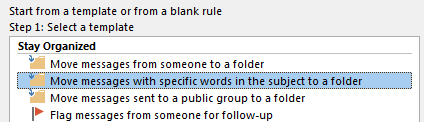 Start from a template or from a blank rule
Step 1: Select a template
Stay Organized
Move messages from someone to a folder
Move messages with specific words in the subject to a folder
Move messages sent to a public group to a folder
Flag messages from someone for follow-up